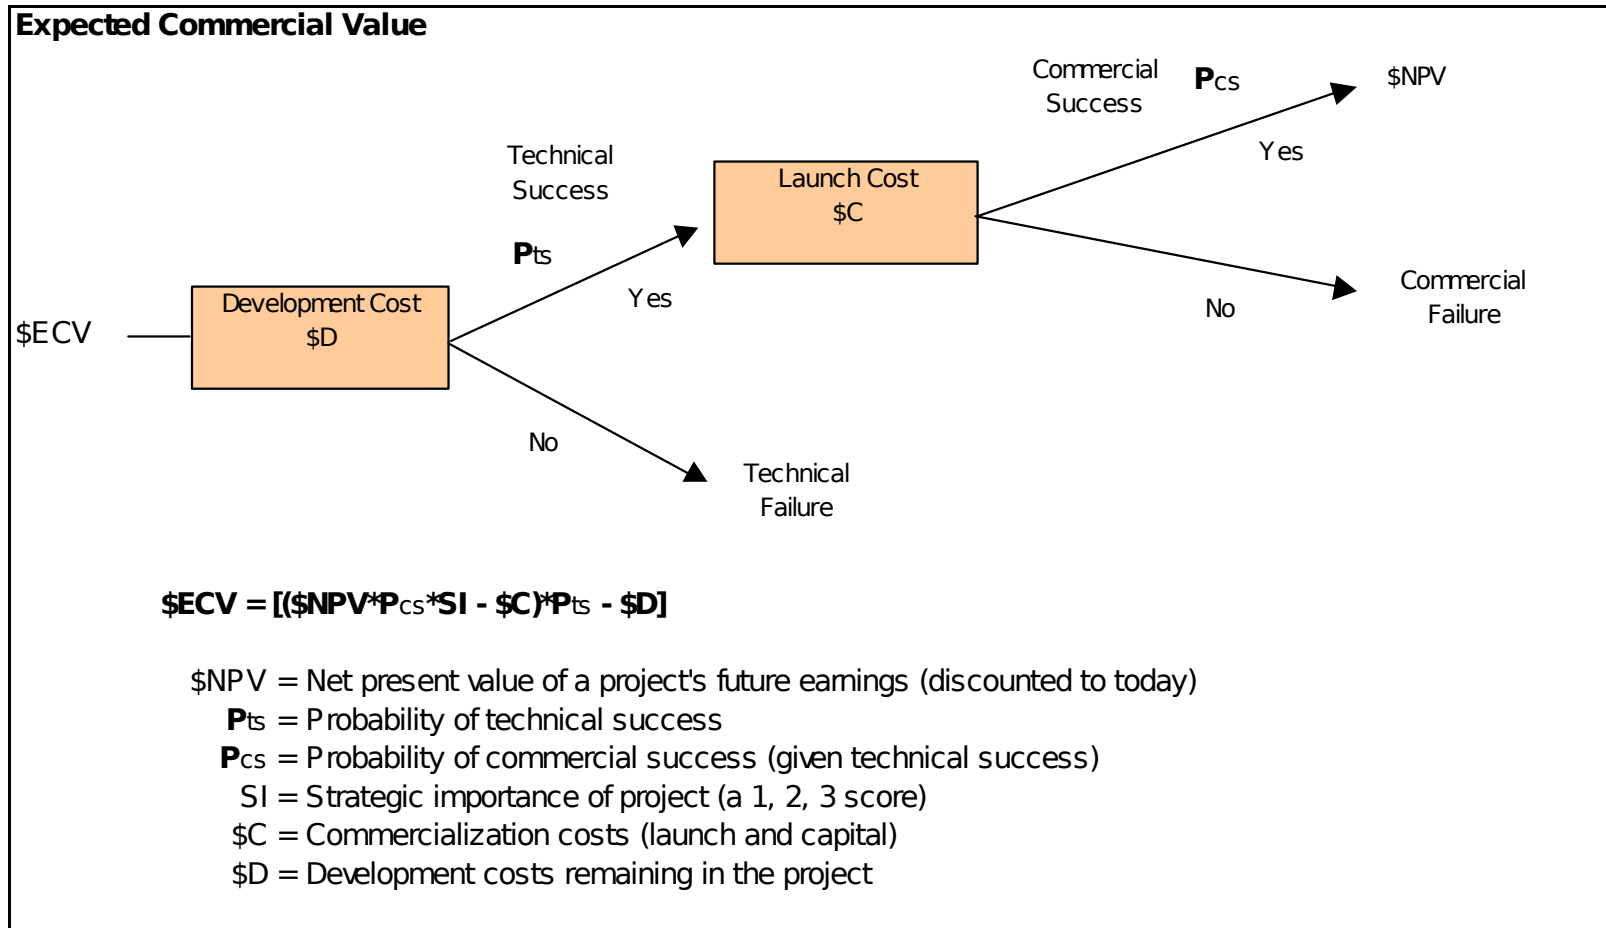 Expected Commercial Value
Commercial
Success
Pcs
$NPV
Yes
Technical
Success
Pts
Yes
Launch Cost
$C
No
Commercial
Failure
$ECV
Development Cost
$D
No
Technical
Failure
$ECV = [($NPV*Pcs*SI - $C)*Pts - $D]
$NPV = Net present value of a project's future earnings (discounted to today)
Pts = Probability of technical success
Pcs = Probability of commercial success (given technical success)
SI = Strategic importance of project (a 1, 2, 3 score)
$C = Commercialization costs (launch and capital)
$D = Development costs remaining in the project